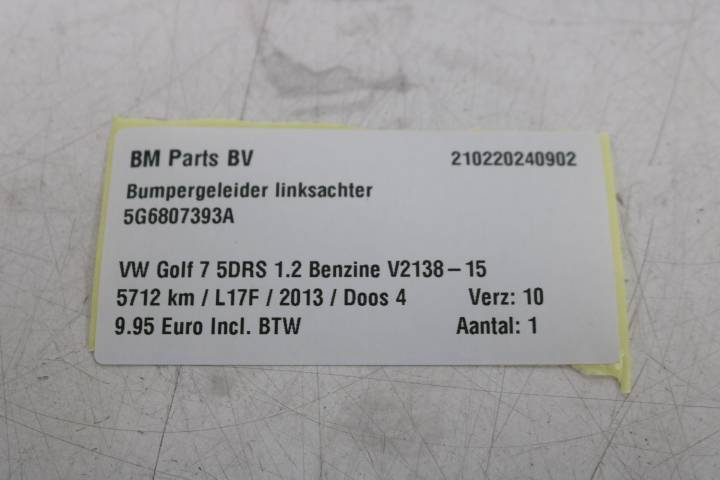 BM Parts BV 210220240902
Bumpergeleider linksachter
5G6807393A
VW Golf 7 5DRS 1.2 Benzine V2138-15
5712 km / L17F / 2013 / Doos 4 Verz: 10
9.95 Euro Incl. BTW Aantal: 1